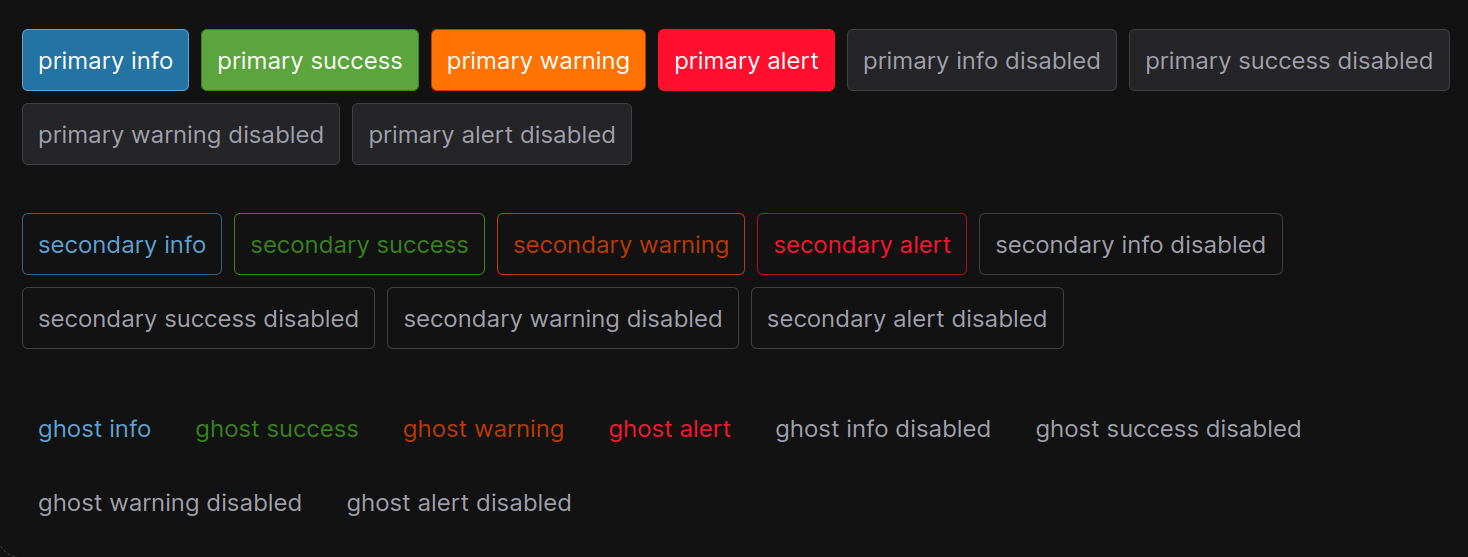 primary info primary success primary warning primary alert primary info disabled primary success disabled
primary warning disabled primary alert disabled
secondary info secondary success secondary warning secondary alert secondary info disabled
secondary success disabled secondary warning disabled secondary alert disabled
ghost info ghost success ghost warning ghost alert ghost info disabled ghost success disabled
ghost warning disabled ghost alert disabled